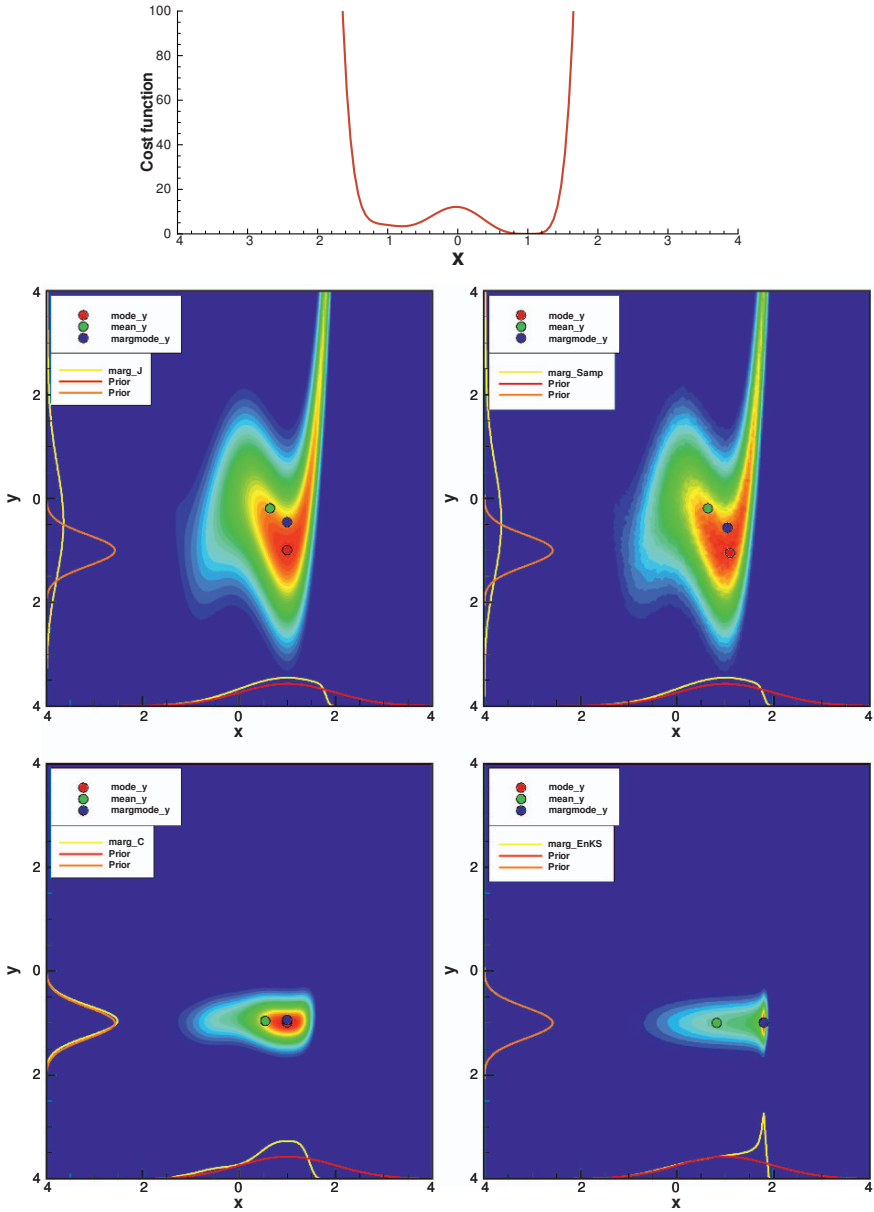 100
80
60
40
20
0
Cost function
4 3 2 1 0 1 2 3 4
X
4
2
0
2
4
y
mode_y
mean_y
margmode_y
marg_J
Prior
Prior
4 2 0 2 4
x
4
2
0
2
4
y
mode_y
mean_y
margmode_y
marg_Samp
Prior
Prior
4 2 0 2 4
x
4
2
0
2
4
y
mode_y
mean_y
margmode_y
marg_C
Prior
Prior
4 2 0 2 4
x
4
2
0
2
4
y
mode_y
mean_y
margmode_y
marg_EnKS
Prior
Prior
4 2 0 2 4
x